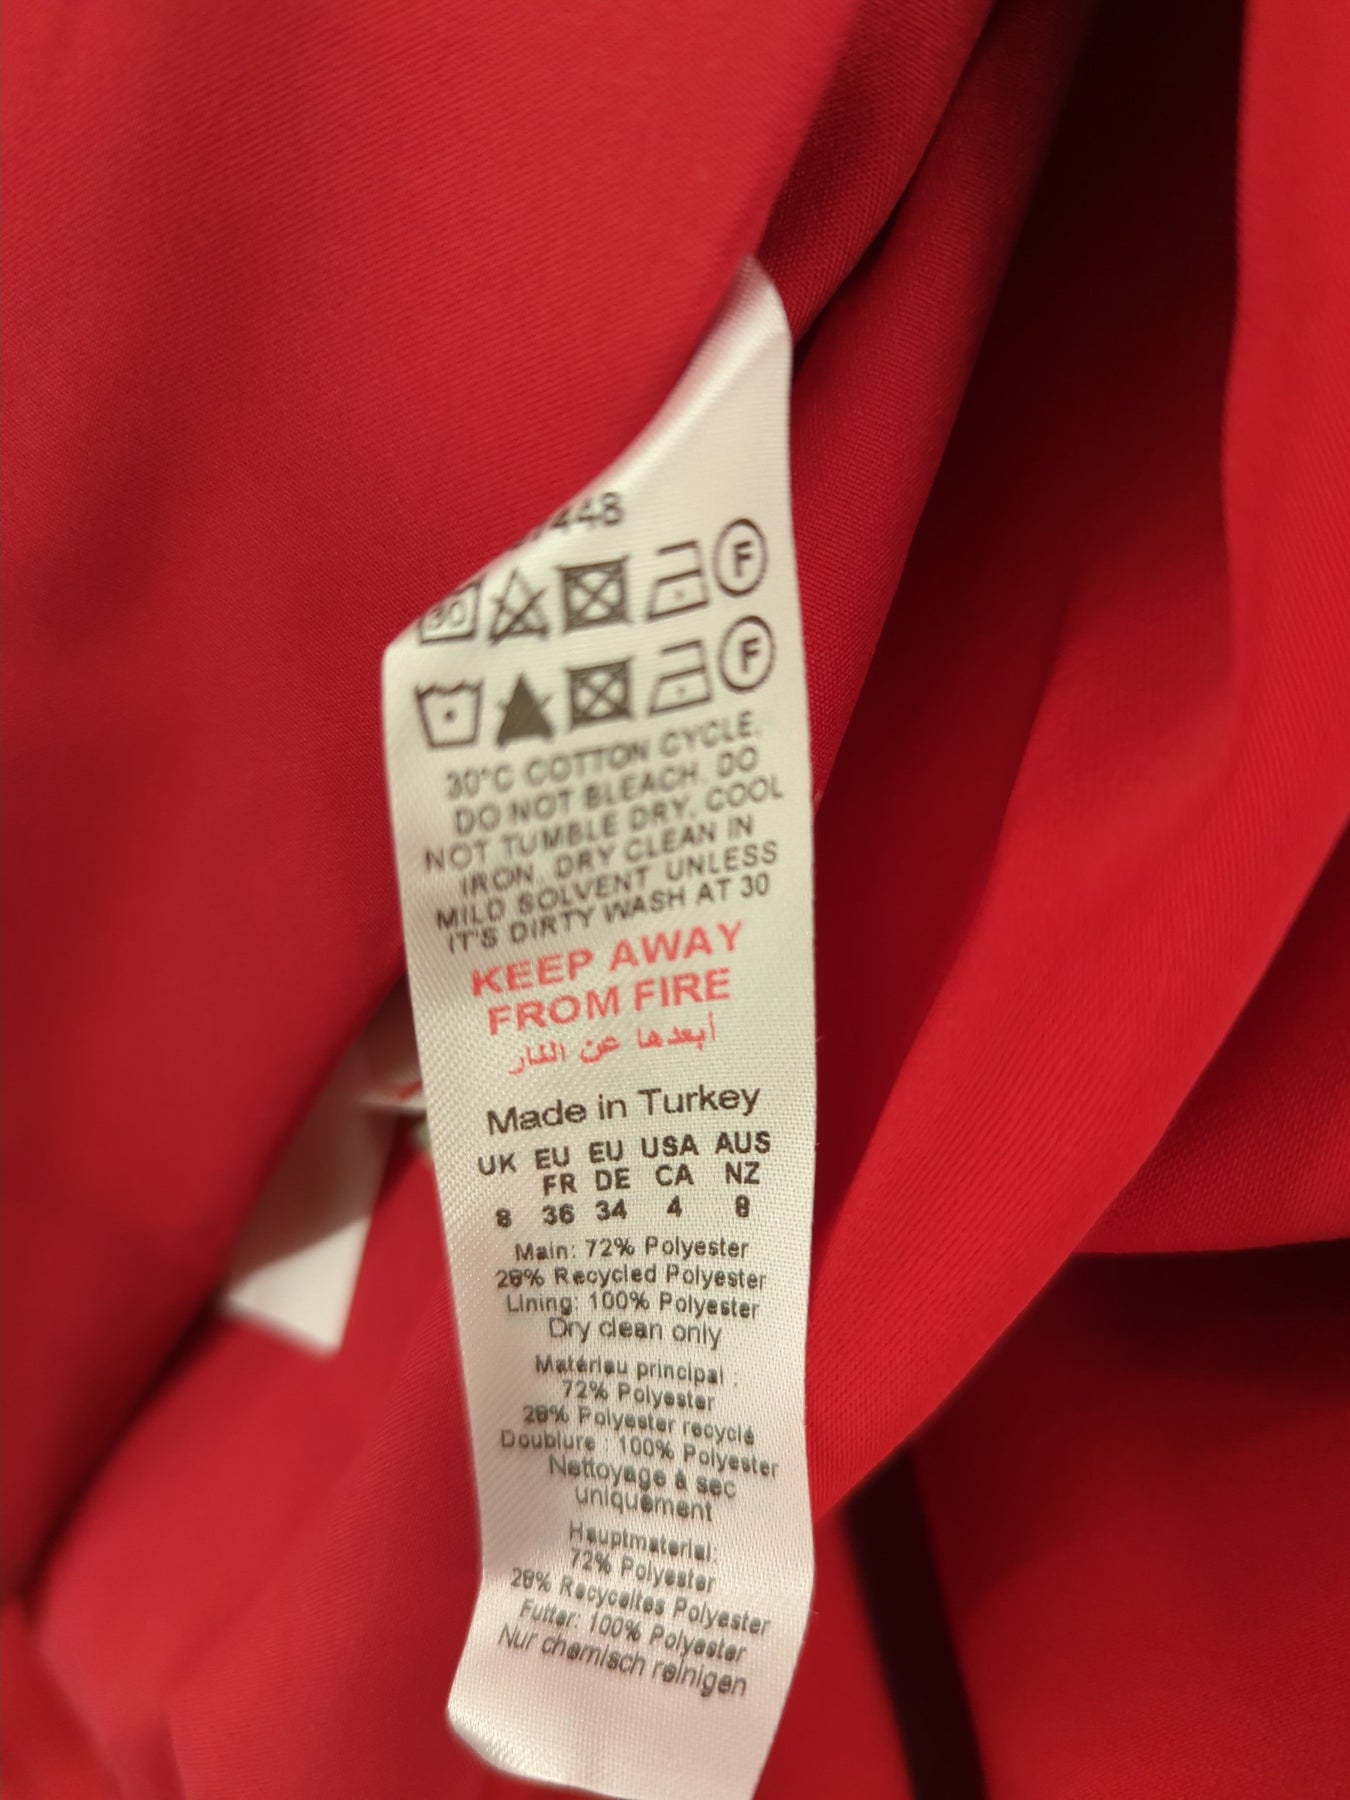 448
30
F
F
30°C COTTON CYCLE.
DO NOT BLEACH. DO
NOT TUMBLE DRY. COOL
IRON. DRY CLEAN IN
MILD SOLVENT UNLESS
IT'S DIRTY WASH AT 30
KEEP AWAY
FROM FIRE
أبعدها عن النار
Made in Turkey
UK EU EU USA AUS
FR DE CA NZ
8 36 34 4 8
Main: 72% Polyester
28% Recycled Polyester
Lining: 100% Polyester
Dry clean only
Matériau principal :
72% Polyester
28% Polyester recyclé
Doublure : 100% Polyester
Nettoyage à sec
uniquement
Hauptmaterial:
72% Polyester
28% Recyceltes Polyester
Futter: 100% Polyester
Nur chemisch reinigen